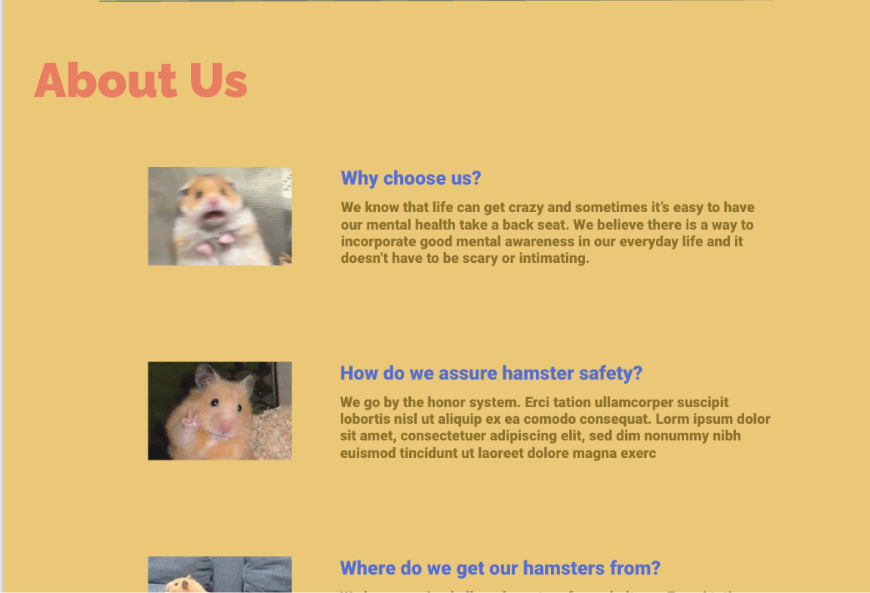 About Us
Why choose us?
We know that life can get crazy and sometimes it's easy to have
our mental health take a back seat. We believe there is a way to
incorporate good mental awareness in our everyday life and it
doesn't have to be scary or intimating.
How do we assure hamster safety?
We go by the honor system. Erci tation ullamcorper suscipit
lobortis nisl ut aliquip ex ea comodo consequat. Lorm ipsum dolor
sit amet, consectetuer adipiscing elit, sed dim nonummy nibh
euismod tincidunt ut laoreet dolore magna exerc
Where do we get our hamsters from?